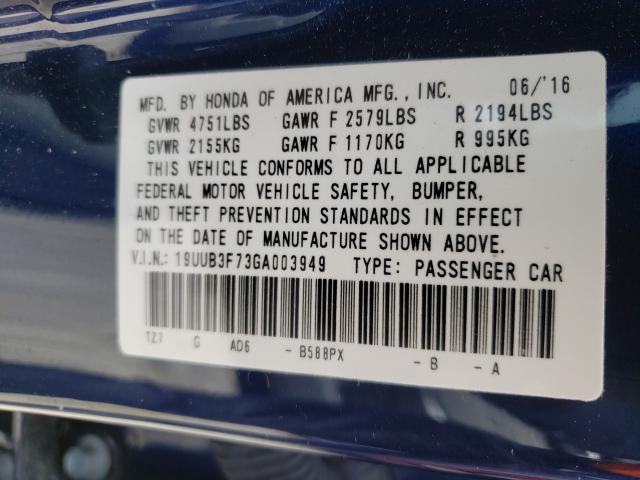 MFD. BY HONDA OF AMERICA MFG., INC. 06/'16
GVWR 4751LBS GAWR F 2579LBS R 2194LBS
GVWR 2155KG GAWR F 1170KG R 995KG
THIS VEHICLE CONFORMS TO ALL APPLICABLE
FEDERAL MOTOR VEHICLE SAFETY, BUMPER,
AND THEFT PREVENTION STANDARDS IN EFFECT
ON THE DATE OF MANUFACTURE SHOWN ABOVE.
V.I.N.: 19UUB3F73GA003949 TYPE: PASSENGER CAR
TZ7 G AD6 - B588PX - B - A